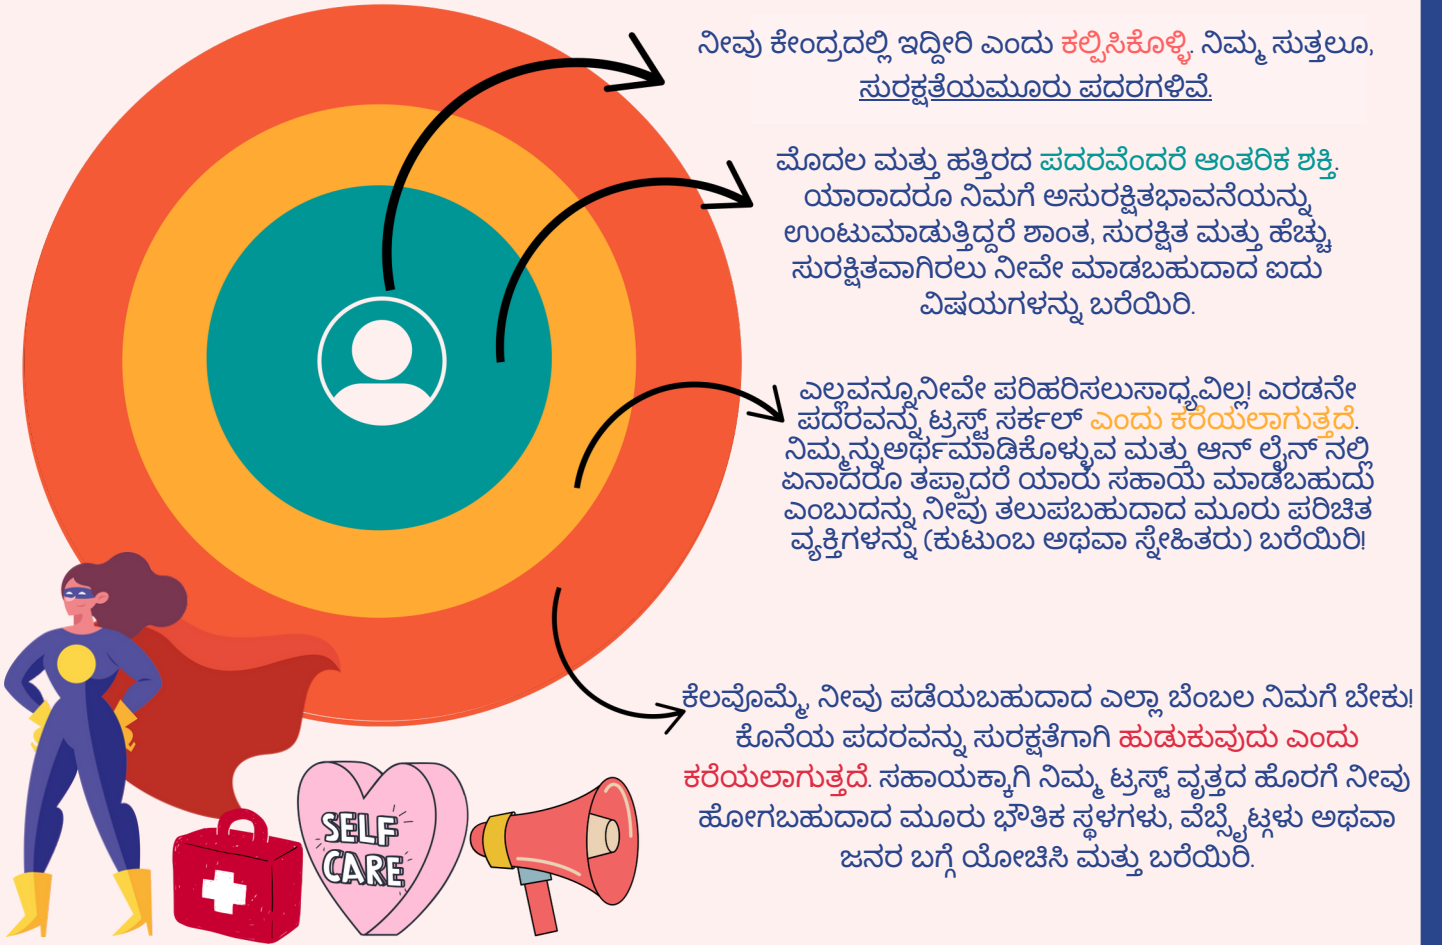 ನೀವು ಕೇಂದ್ರದಲ್ಲಿ ಇದ್ದೀರಿ ಎಂದು ಕಲ್ಪಿಸಿಕೊಳ್ಳಿ. ನಿಮ್ಮ ಸುತ್ತಲೂ,
ಸುರಕ್ಷತೆಯಮೂರು ಪದರಗಳಿವೆ.
ಮೊದಲ ಮತ್ತು ಹತ್ತಿರದ ಪದರವೆಂದರೆ ಆಂತರಿಕ ಶಕ್ತಿ.
ಯಾರಾದರೂ ನಿಮಗೆ ಅಸುರಕ್ಷಿತಭಾವನೆಯನ್ನು
ಉಂಟುಮಾಡುತ್ತಿದ್ದರೆ ಶಾಂತ, ಸುರಕ್ಷಿತ ಮತ್ತು ಹೆಚ್ಚು
ಸುರಕ್ಷಿತವಾಗಿರಲು ನೀವೇ ಮಾಡಬಹುದಾದ ಐದು
ವಿಷಯಗಳನ್ನು ಬರೆಯಿರಿ.
ಎಲ್ಲವನ್ನೂನೀವೇ ಪರಿಹರಿಸಲುಸಾಧ್ಯವಿಲ್ಲ! ಎರಡನೇ
ಪದರವನ್ನು ಟ್ರಸ್ಟ್ ಸರ್ಕಲ್ ಎಂದು ಕರೆಯಲಾಗುತ್ತದೆ.
ನಿಮ್ಮನ್ನುಅರ್ಥಮಾಡಿಕೊಳ್ಳುವ ಮತ್ತು ಆನ್ ಲೈನ್ ನಲ್ಲಿ
ಏನಾದರೂ ತಪ್ಪಾದರೆ ಯಾರು ಸಹಾಯ ಮಾಡಬಹುದು
ಎಂಬುದನ್ನು ನೀವು ತಲುಪಬಹುದಾದ ಮೂರು ಪರಿಚಿತ
ವ್ಯಕ್ತಿಗಳನ್ನು (ಕುಟುಂಬ ಅಥವಾ ಸ್ನೇಹಿತರು) ಬರೆಯಿರಿ!
ಕೆಲವೊಮ್ಮೆ, ನೀವು ಪಡೆಯಬಹುದಾದ ಎಲ್ಲಾ ಬೆಂಬಲ ನಿಮಗೆ ಬೇಕು!
ಕೊನೆಯ ಪದರವನ್ನು ಸುರಕ್ಷತೆಗಾಗಿ ಹುಡುಕುವುದು ಎಂದು
ಕರೆಯಲಾಗುತ್ತದೆ. ಸಹಾಯಕ್ಕಾಗಿ ನಿಮ್ಮ ಟ್ರಸ್ಟ್ ವೃತ್ತದ ಹೊರಗೆ ನೀವು
ಹೋಗಬಹುದಾದ ಮೂರು ಭೌತಿಕ ಸ್ಥಳಗಳು, ವೆಬ್ಸೈಟ್ಗಳು ಅಥವಾ
ಜನರ ಬಗ್ಗೆ ಯೋಚಿಸಿ ಮತ್ತು ಬರೆಯಿರಿ.
SELF
CARE